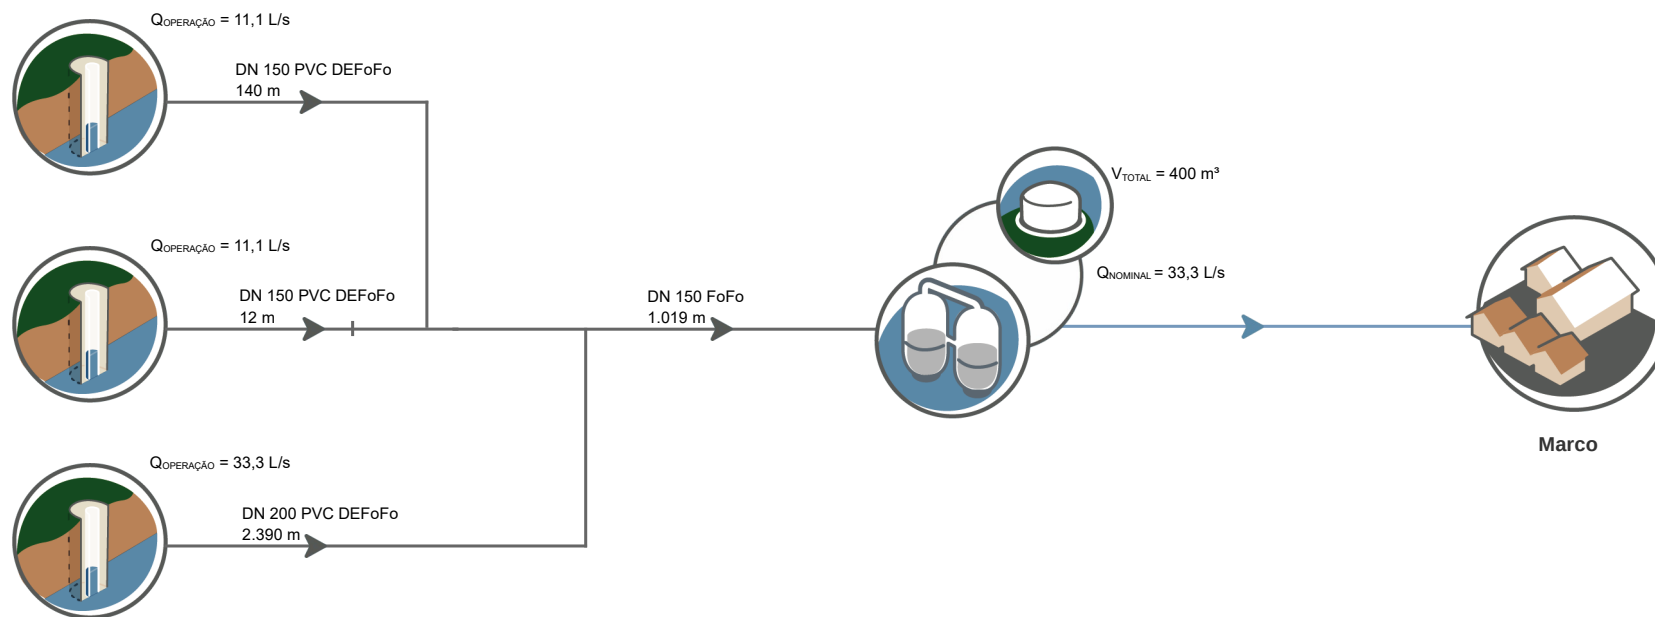 QOPERAÇÃO = 11,1 L/s
DN 150 PVC DEFoFo
140 m
QOPERAÇÃO = 11,1 L/s
DN 150 PVC DEFoFo
12 m
QOPERAÇÃO = 33,3 L/s
DN 200 PVC DEFoFo
2.390 m
DN 150 FoFo
1.019 m
VTOTAL = 400 m³
QNOMINAL = 33,3 L/s
Marco